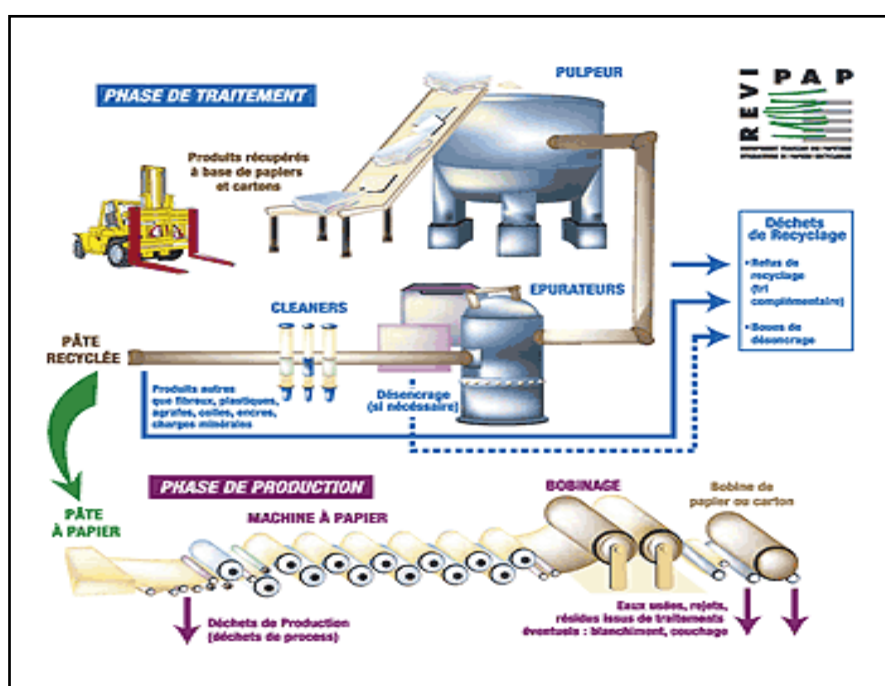 PULPEUR
PHASE DE TRAITEMENT
REVI
PAP
Produits récupérés
à base de papiers
et cartons
Déchets
de Recyclage
• Refus de
recyclage
(tri
complémentaire)
• Boues de
désencrage
CLEANERS
EPURATEURS
PÂTE
RECYCLÉE
Produits autres
que fibreux, plastiques,
agrafes, colles, encres,
charges minérales
Désencrage
(si nécessaire)
PHASE DE PRODUCTION
BOBINAGE
Bobine de
papier ou carton
PÂTE
À PAPIER
MACHINE À PAPIER
Déchets de Production
(déchets de process)
Eaux usées, rejets,
résidus issus de traitements
éventuels : blanchiment, couchage